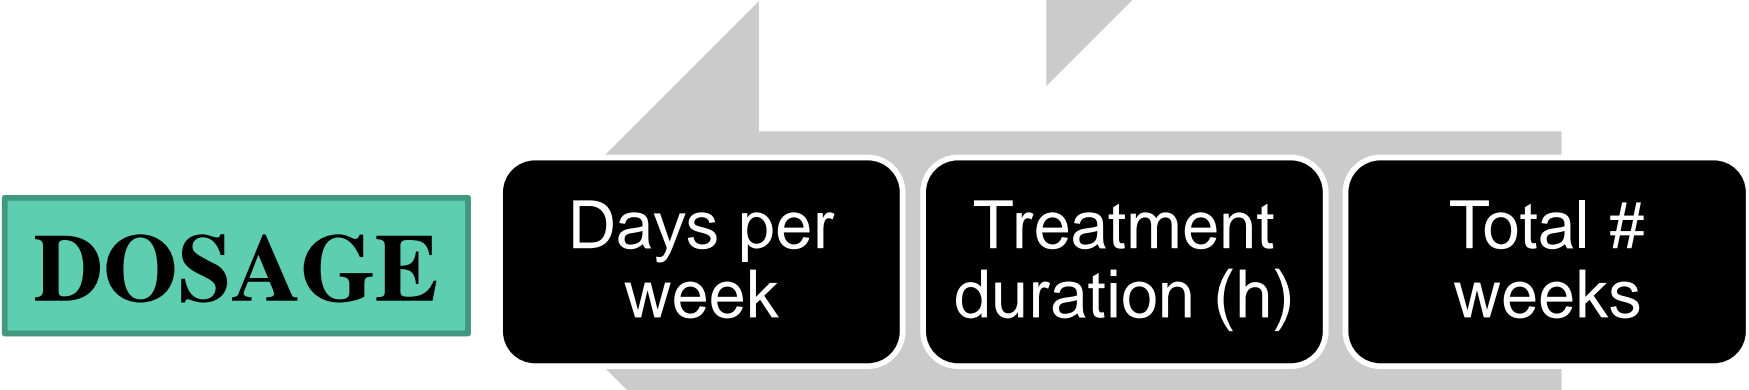 DOSAGE
Days per
week
Treatment
duration (h)
Total #
weeks